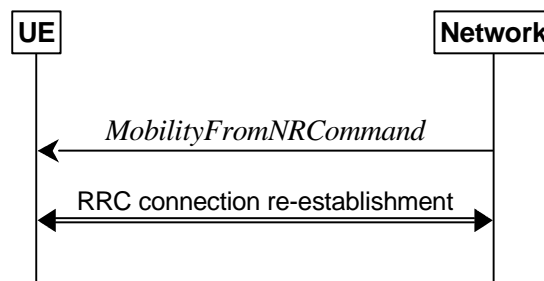 UE
Network
MobilityFromNRCommand
RRC connection re-establishment